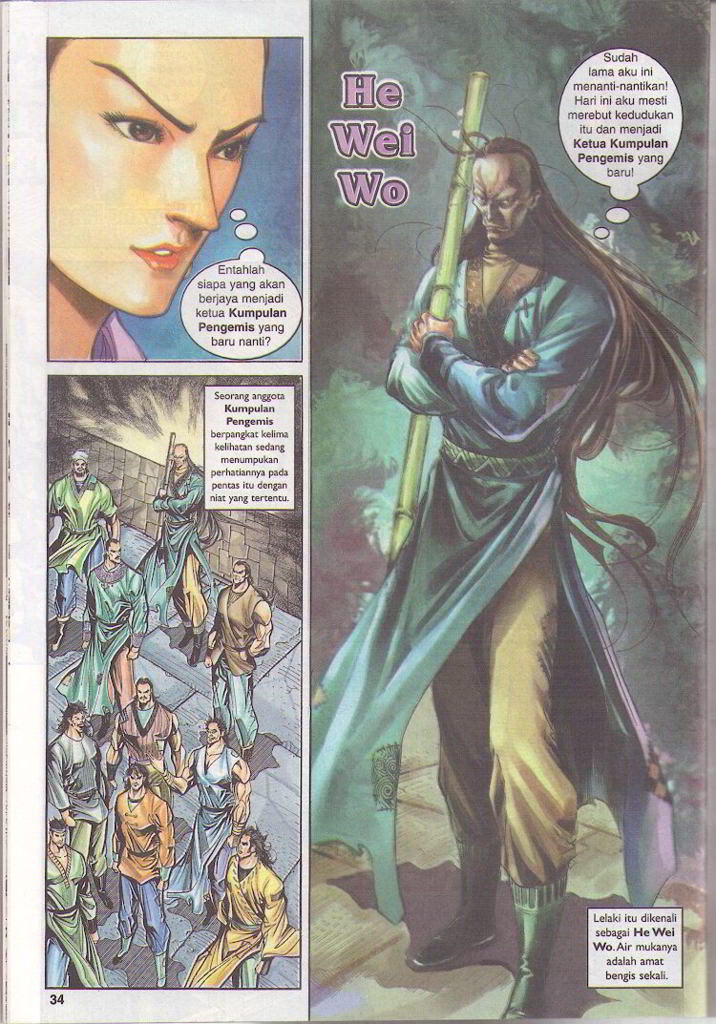 Entahlah
siapa yang akan
berjaya menjadi
ketua Kumpulan
Pengemis yang
baru nanti?
Seorang anggota
Kumpulan
Pengemis
berpangkat kelima
kelihatan sedang
menumpukan
perhatiannya pada
pentas itu dengan
niat yang tertentu.
34
He
Wei
Wo
Sudah
lama aku ini
menanti-nantikan!
Hari ini aku mesti
merebut kedudukan
itu dan menjadi
Ketua Kumpulan
Pengemis yang
baru!
Lelaki itu dikenali
sebagai He Wei
Wo. Air mukanya
adalah amat
bengis sekali.